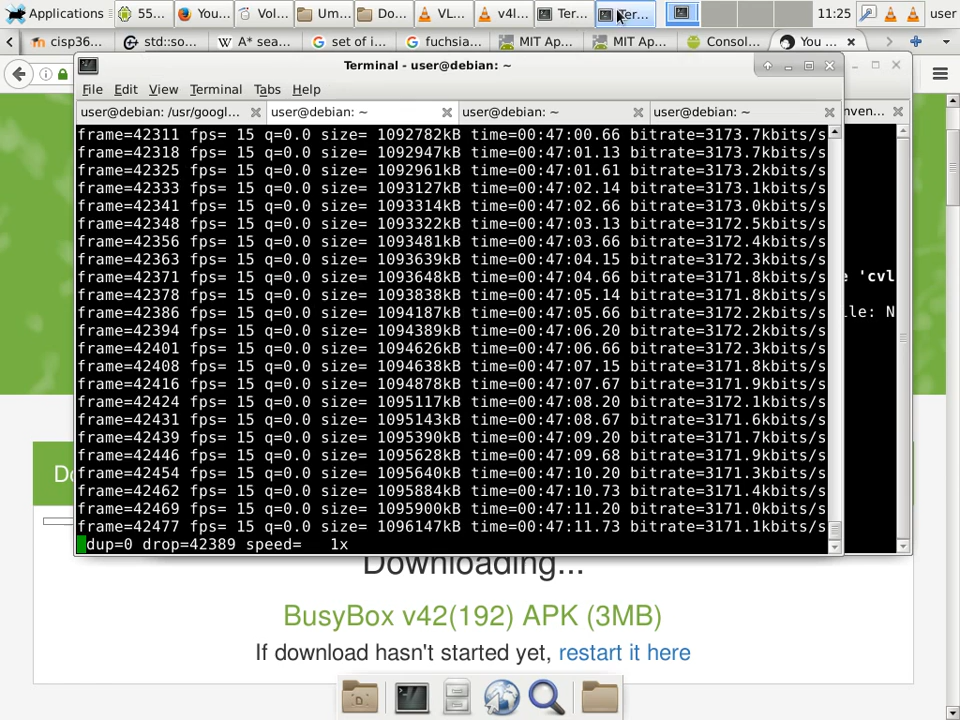 Applications 55... You... Vol... Um... Do... VL... v4l... Ter... Ter... 11:25 user
cisp36... std::so... A* sea... set of i... fuchsia... MIT Ap... MIT Ap... Consol... You ...
Terminal - user@debian: ~
File Edit View Terminal Tabs Help
user@debian: /usr/googl... user@debian: ~ user@debian: ~ user@debian: ~ nven...
frame=42311 fps= 15 q=0.0 size= 1092782kB time=00:47:00.66 bitrate=3173.7kbits/s
frame=42318 fps= 15 q=0.0 size= 1092947kB time=00:47:01.13 bitrate=3173.7kbits/s
frame=42325 fps= 15 q=0.0 size= 1092961kB time=00:47:01.61 bitrate=3173.2kbits/s
frame=42333 fps= 15 q=0.0 size= 1093127kB time=00:47:02.14 bitrate=3173.1kbits/s
frame=42341 fps= 15 q=0.0 size= 1093314kB time=00:47:02.66 bitrate=3173.0kbits/s
frame=42348 fps= 15 q=0.0 size= 1093322kB time=00:47:03.13 bitrate=3172.5kbits/s
frame=42356 fps= 15 q=0.0 size= 1093481kB time=00:47:03.66 bitrate=3172.4kbits/s
frame=42363 fps= 15 q=0.0 size= 1093639kB time=00:47:04.15 bitrate=3172.3kbits/s
frame=42371 fps= 15 q=0.0 size= 1093648kB time=00:47:04.66 bitrate=3171.8kbits/s e 'cvl
frame=42378 fps= 15 q=0.0 size= 1093838kB time=00:47:05.14 bitrate=3171.8kbits/s
frame=42386 fps= 15 q=0.0 size= 1094187kB time=00:47:05.66 bitrate=3172.2kbits/s ile: N
frame=42394 fps= 15 q=0.0 size= 1094389kB time=00:47:06.20 bitrate=3172.2kbits/s
frame=42401 fps= 15 q=0.0 size= 1094626kB time=00:47:06.66 bitrate=3172.3kbits/s
frame=42408 fps= 15 q=0.0 size= 1094638kB time=00:47:07.15 bitrate=3171.8kbits/s
frame=42416 fps= 15 q=0.0 size= 1094878kB time=00:47:07.67 bitrate=3171.9kbits/s
frame=42424 fps= 15 q=0.0 size= 1095117kB time=00:47:08.20 bitrate=3172.1kbits/s
frame=42431 fps= 15 q=0.0 size= 1095143kB time=00:47:08.67 bitrate=3171.6kbits/s
frame=42439 fps= 15 q=0.0 size= 1095390kB time=00:47:09.20 bitrate=3171.7kbits/s
frame=42446 fps= 15 q=0.0 size= 1095628kB time=00:47:09.68 bitrate=3171.9kbits/s
frame=42454 fps= 15 q=0.0 size= 1095640kB time=00:47:10.20 bitrate=3171.3kbits/s
frame=42462 fps= 15 q=0.0 size= 1095884kB time=00:47:10.73 bitrate=3171.4kbits/s
frame=42469 fps= 15 q=0.0 size= 1095900kB time=00:47:11.20 bitrate=3171.0kbits/s
frame=42477 fps= 15 q=0.0 size= 1096147kB time=00:47:11.73 bitrate=3171.1kbits/s
dup=0 drop=42389 speed= 1x
Do
Downloading...
BusyBox v42(192) APK (3MB)
If download hasn't started yet, restart it here